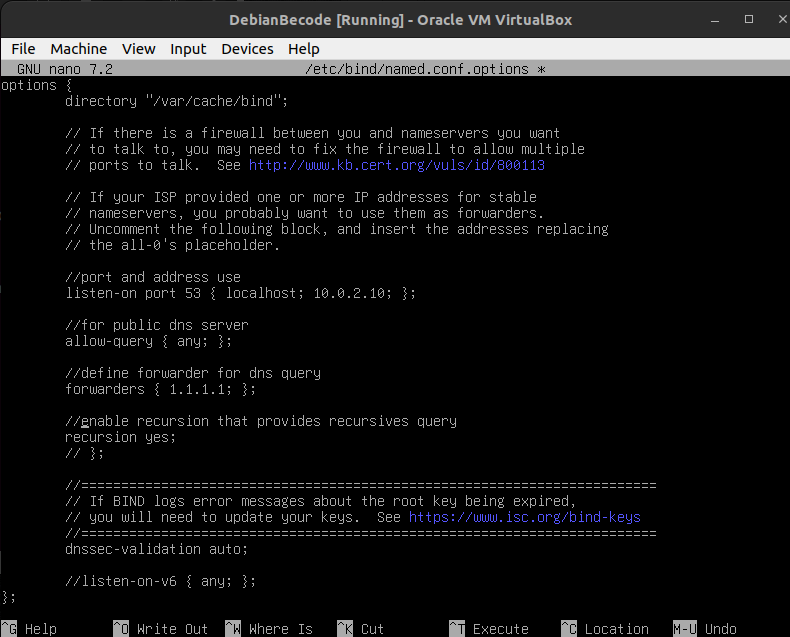 DebianBecode [Running] - Oracle VM VirtualBox
File Machine View Input Devices Help
GNU nano 7.2 /etc/bind/named.conf.options *
options {
directory "/var/cache/bind";
// If there is a firewall between you and nameservers you want
// to talk to, you may need to fix the firewall to allow multiple
// ports to talk.  See http://www.kb.cert.org/vuls/id/800113
// If your ISP provided one or more IP addresses for stable
// nameservers, you probably want to use them as forwarders.
// Uncomment the following block, and insert the addresses replacing
// the all-0's placeholder.
//port and address use
listen-on port 53 { localhost; 10.0.2.10; };
//for public dns server
allow-query { any; };
//define forwarder for dns query
forwarders { 1.1.1.1; };
//enable recursion that provides recursives query
recursion yes;
// };
//========================================================================
// If BIND logs error messages about the root key being expired,
// you will need to update your keys.  See https://www.isc.org/bind-keys
//========================================================================
dnssec-validation auto;
//listen-on-v6 { any; };
};
^G Help ^O Write Out ^W Where Is ^K Cut ^T Execute ^C Location M-U Undo